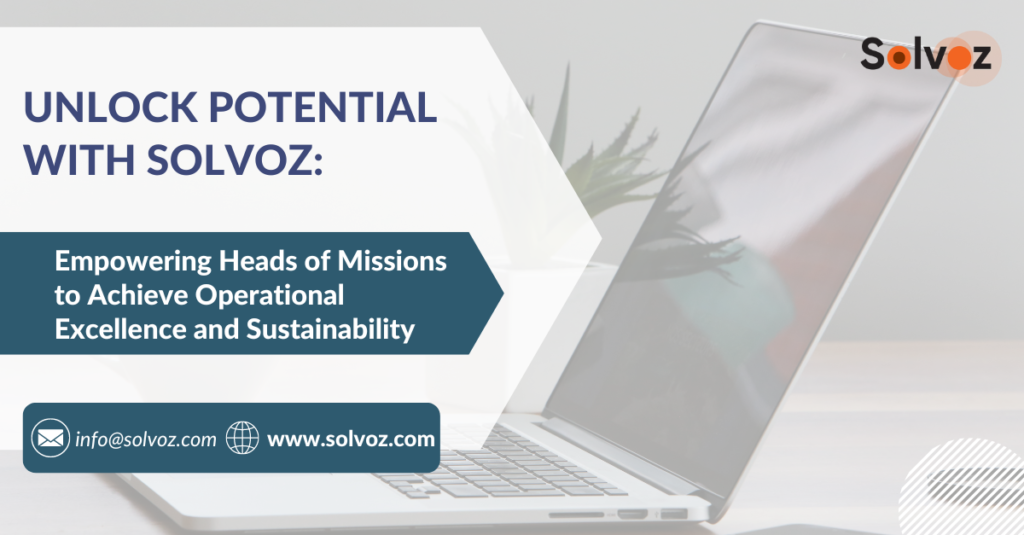 Solvoz
UNLOCK POTENTIAL
WITH SOLVOZ:
Empowering Heads of Missions
to Achieve Operational
Excellence and Sustainability
info@solvoz.com www.solvoz.com